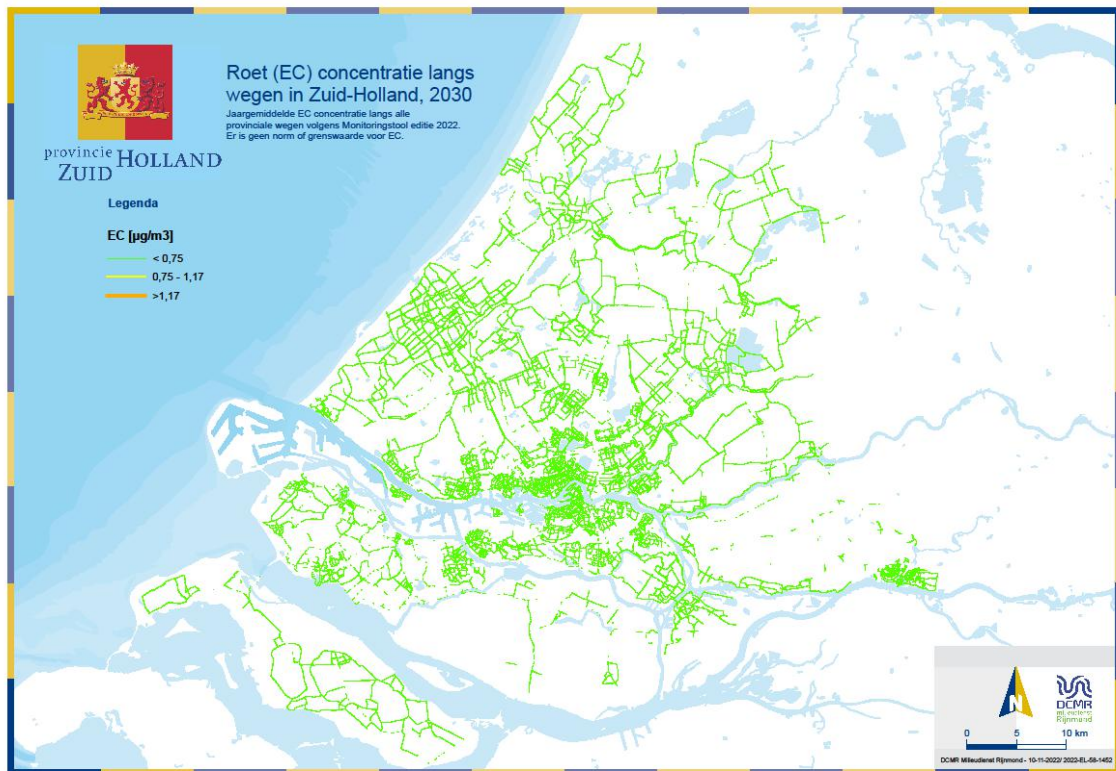 Roet (EC) concentratie langs
wegen in Zuid-Holland, 2030
Jaargemiddelde EC concentratie langs alle
provinciale wegen volgens Monitoringstool editie 2022.
Er is geen norm of grenswaarde voor EC.
provincie HOLLAND
ZUID
Legenda
EC [µg/m3]
< 0,75
0,75 - 1,17
>1,17
N
DCMR
milieudienst
Rijnmond
0 5 10 km
DCMR Milieudienst Rijnmond - 10-11-2022/ 2022-EL-58-1452